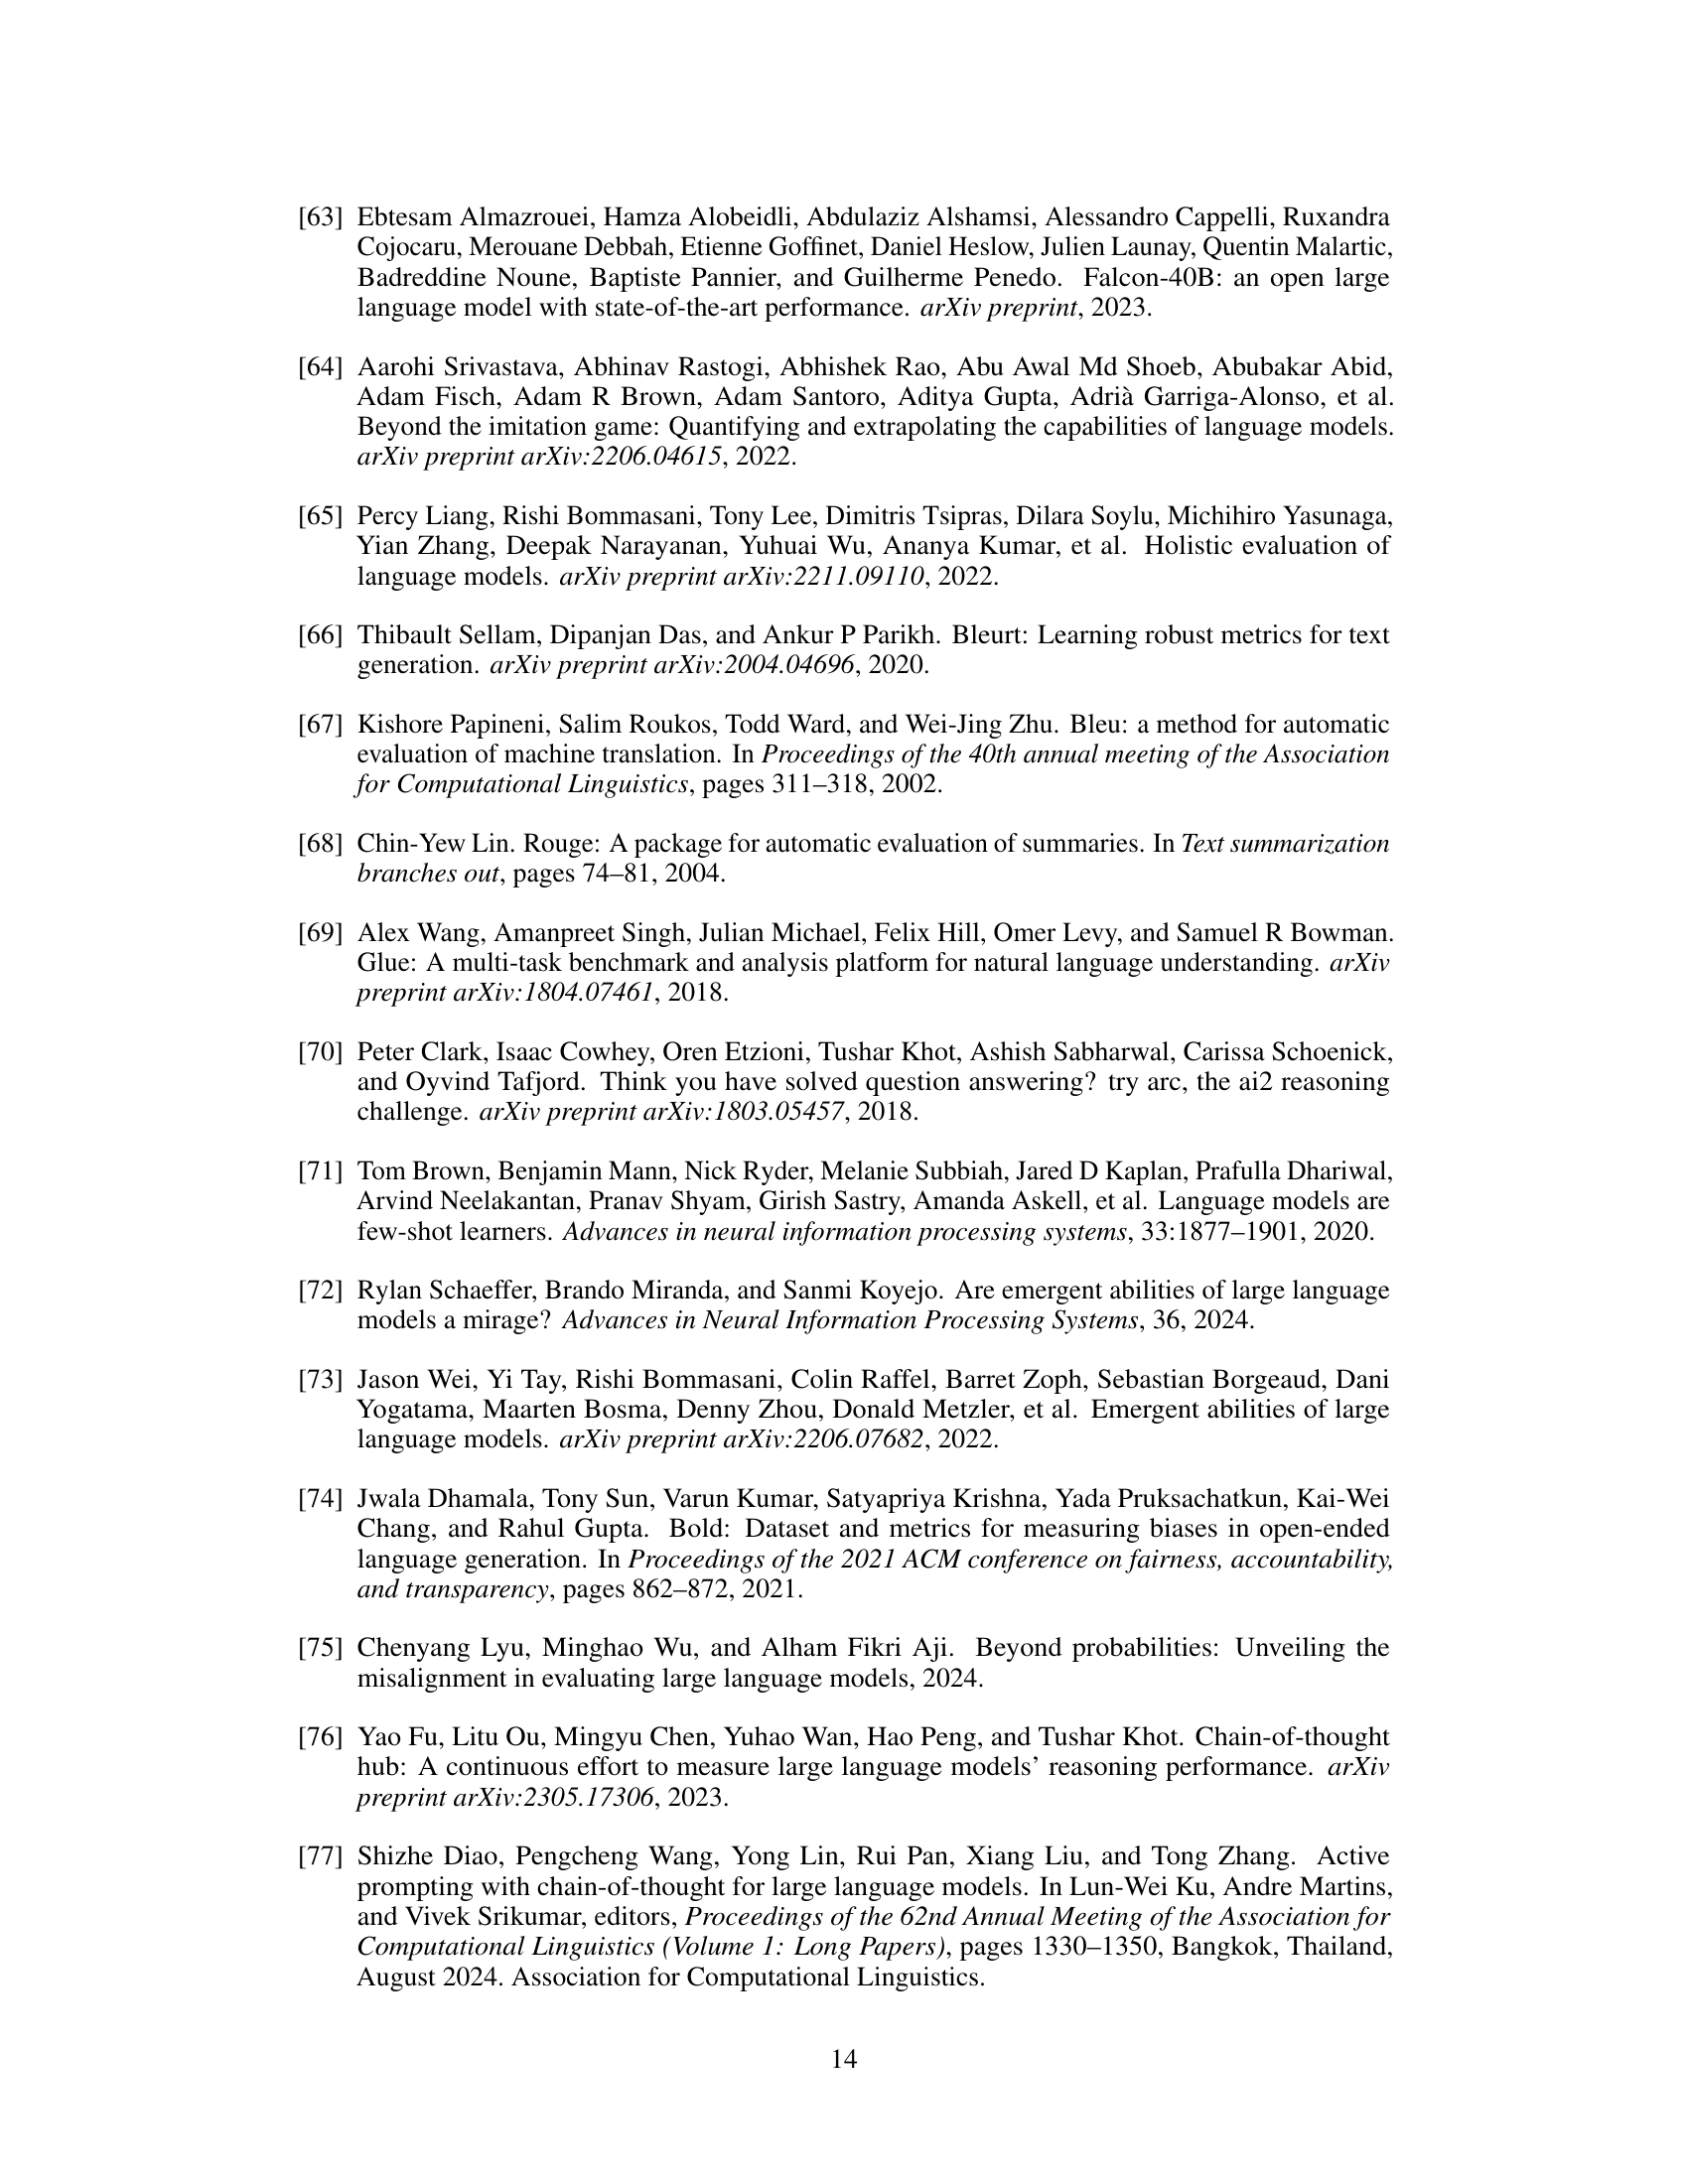 [63] Ebtesam Almazrouei, Hamza Alobeidli, Abdulaziz Alshamsi, Alessandro Cappelli, Ruxandra
Cojocaru, Merouane Debbah, Etienne Goffinet, Daniel Heslow, Julien Launay, Quentin Malartic,
Badreddine Noune, Baptiste Pannier, and Guilherme Penedo. Falcon-40B: an open large
language model with state-of-the-art performance. arXiv preprint, 2023.
[64] Aarohi Srivastava, Abhinav Rastogi, Abhishek Rao, Abu Awal Md Shoeb, Abubakar Abid,
Adam Fisch, Adam R Brown, Adam Santoro, Aditya Gupta, Adrià Garriga-Alonso, et al.
Beyond the imitation game: Quantifying and extrapolating the capabilities of language models.
arXiv preprint arXiv:2206.04615, 2022.
[65] Percy Liang, Rishi Bommasani, Tony Lee, Dimitris Tsipras, Dilara Soylu, Michihiro Yasunaga,
Yian Zhang, Deepak Narayanan, Yuhuai Wu, Ananya Kumar, et al. Holistic evaluation of
language models. arXiv preprint arXiv:2211.09110, 2022.
[66] Thibault Sellam, Dipanjan Das, and Ankur P Parikh. Bleurt: Learning robust metrics for text
generation. arXiv preprint arXiv:2004.04696, 2020.
[67] Kishore Papineni, Salim Roukos, Todd Ward, and Wei-Jing Zhu. Bleu: a method for automatic
evaluation of machine translation. In Proceedings of the 40th annual meeting of the Association
for Computational Linguistics, pages 311–318, 2002.
[68] Chin-Yew Lin. Rouge: A package for automatic evaluation of summaries. In Text summarization
branches out, pages 74–81, 2004.
[69] Alex Wang, Amanpreet Singh, Julian Michael, Felix Hill, Omer Levy, and Samuel R Bowman.
Glue: A multi-task benchmark and analysis platform for natural language understanding. arXiv
preprint arXiv:1804.07461, 2018.
[70] Peter Clark, Isaac Cowhey, Oren Etzioni, Tushar Khot, Ashish Sabharwal, Carissa Schoenick,
and Oyvind Tafjord. Think you have solved question answering? try arc, the ai2 reasoning
challenge. arXiv preprint arXiv:1803.05457, 2018.
[71] Tom Brown, Benjamin Mann, Nick Ryder, Melanie Subbiah, Jared D Kaplan, Prafulla Dhariwal,
Arvind Neelakantan, Pranav Shyam, Girish Sastry, Amanda Askell, et al. Language models are
few-shot learners. Advances in neural information processing systems, 33:1877–1901, 2020.
[72] Rylan Schaeffer, Brando Miranda, and Sanmi Koyejo. Are emergent abilities of large language
models a mirage? Advances in Neural Information Processing Systems, 36, 2024.
[73] Jason Wei, Yi Tay, Rishi Bommasani, Colin Raffel, Barret Zoph, Sebastian Borgeaud, Dani
Yogatama, Maarten Bosma, Denny Zhou, Donald Metzler, et al. Emergent abilities of large
language models. arXiv preprint arXiv:2206.07682, 2022.
[74] Jwala Dhamala, Tony Sun, Varun Kumar, Satyapriya Krishna, Yada Pruksachatkun, Kai-Wei
Chang, and Rahul Gupta. Bold: Dataset and metrics for measuring biases in open-ended
language generation. In Proceedings of the 2021 ACM conference on fairness, accountability,
and transparency, pages 862–872, 2021.
[75] Chenyang Lyu, Minghao Wu, and Alham Fikri Aji. Beyond probabilities: Unveiling the
misalignment in evaluating large language models, 2024.
[76] Yao Fu, Litu Ou, Mingyu Chen, Yuhao Wan, Hao Peng, and Tushar Khot. Chain-of-thought
hub: A continuous effort to measure large language models’ reasoning performance. arXiv
preprint arXiv:2305.17306, 2023.
[77] Shizhe Diao, Pengcheng Wang, Yong Lin, Rui Pan, Xiang Liu, and Tong Zhang. Active
prompting with chain-of-thought for large language models. In Lun-Wei Ku, Andre Martins,
and Vivek Srikumar, editors, Proceedings of the 62nd Annual Meeting of the Association for
Computational Linguistics (Volume 1: Long Papers), pages 1330–1350, Bangkok, Thailand,
August 2024. Association for Computational Linguistics.
14